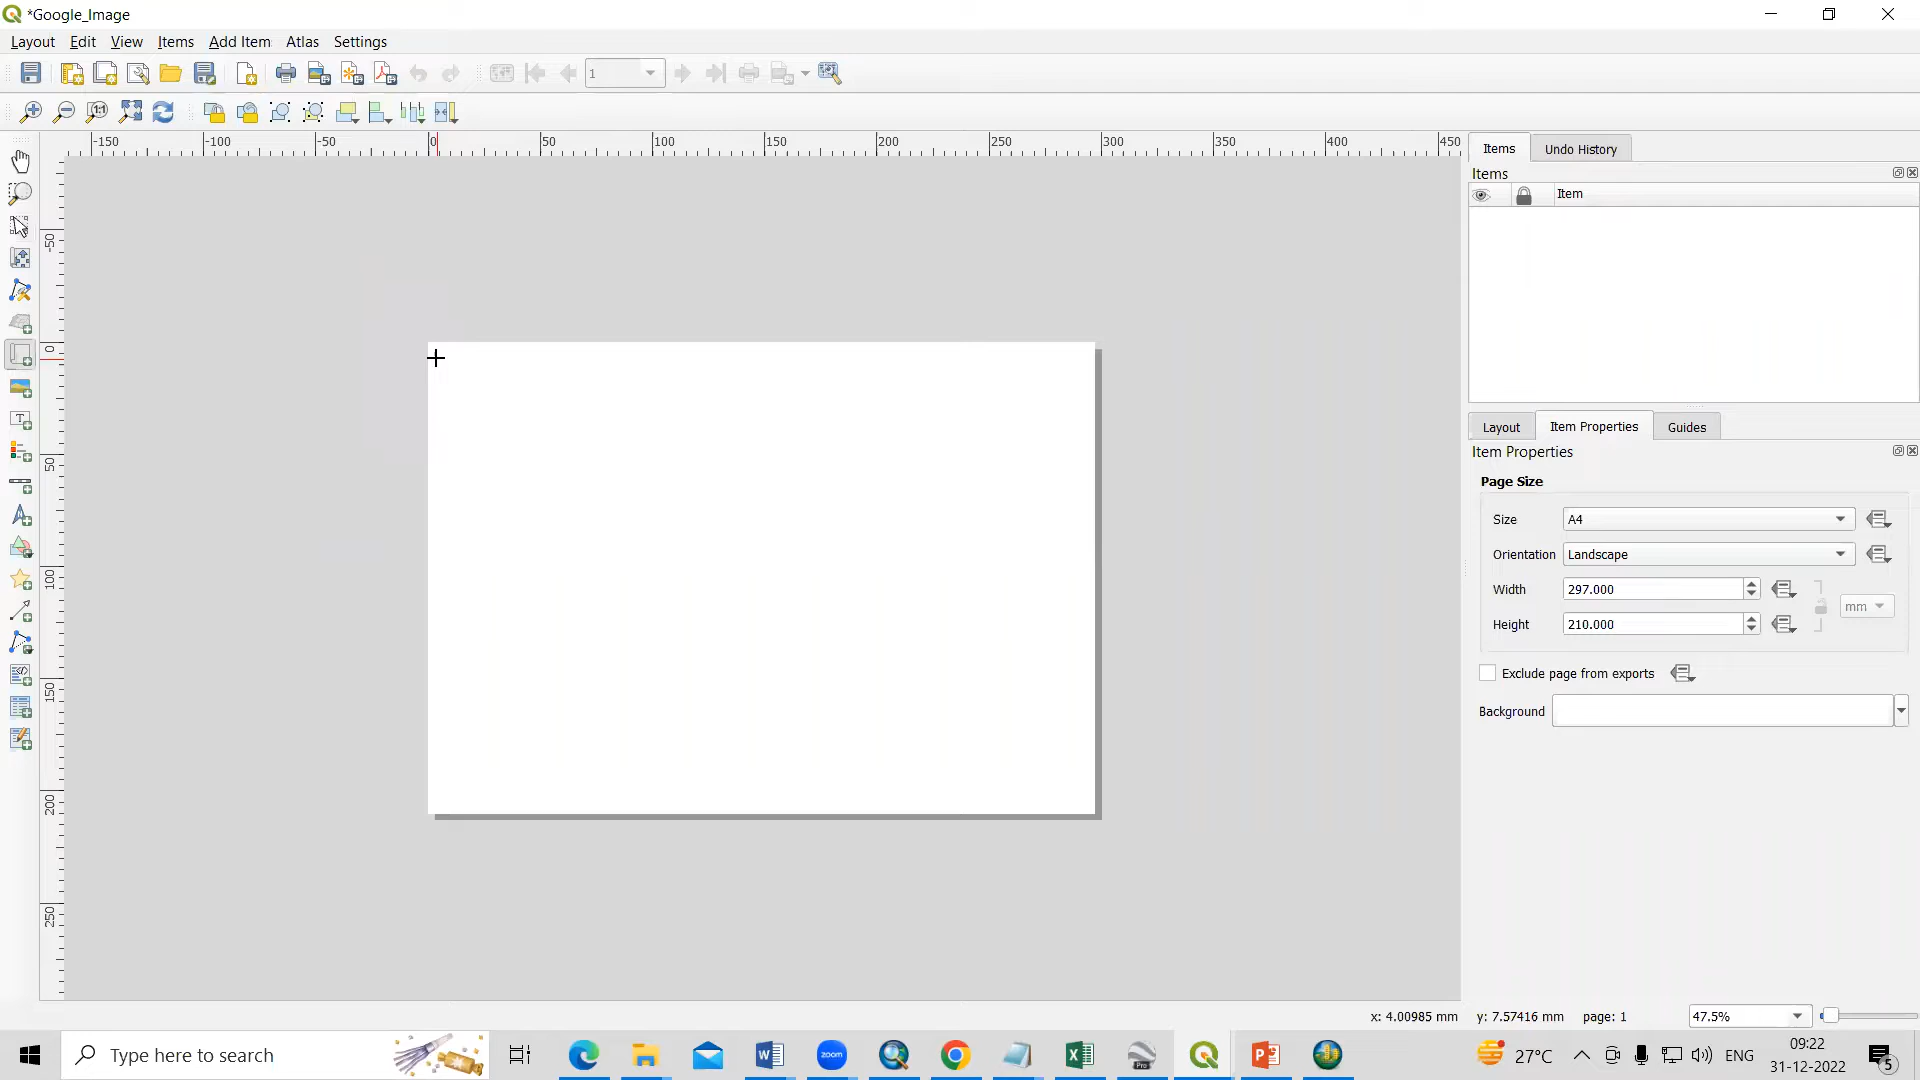 *Google_Image
Layout Edit View Items Add Item Atlas Settings
1
-150 -100 -50 0 50 100 150 200 250 300 350 400 450
-50
0
50
100
150
200
250
Items Undo History
Items
Item
Layout Item Properties Guides
Item Properties
Page Size
Size A4
Orientation Landscape
Width 297.000
mm
Height 210.000
Exclude page from exports
Background
x: 4.00985 mm y: 7.57416 mm page: 1 47.5%
Type here to search
zoom
Pro
27°C
ENG
09:22
31-12-2022
5